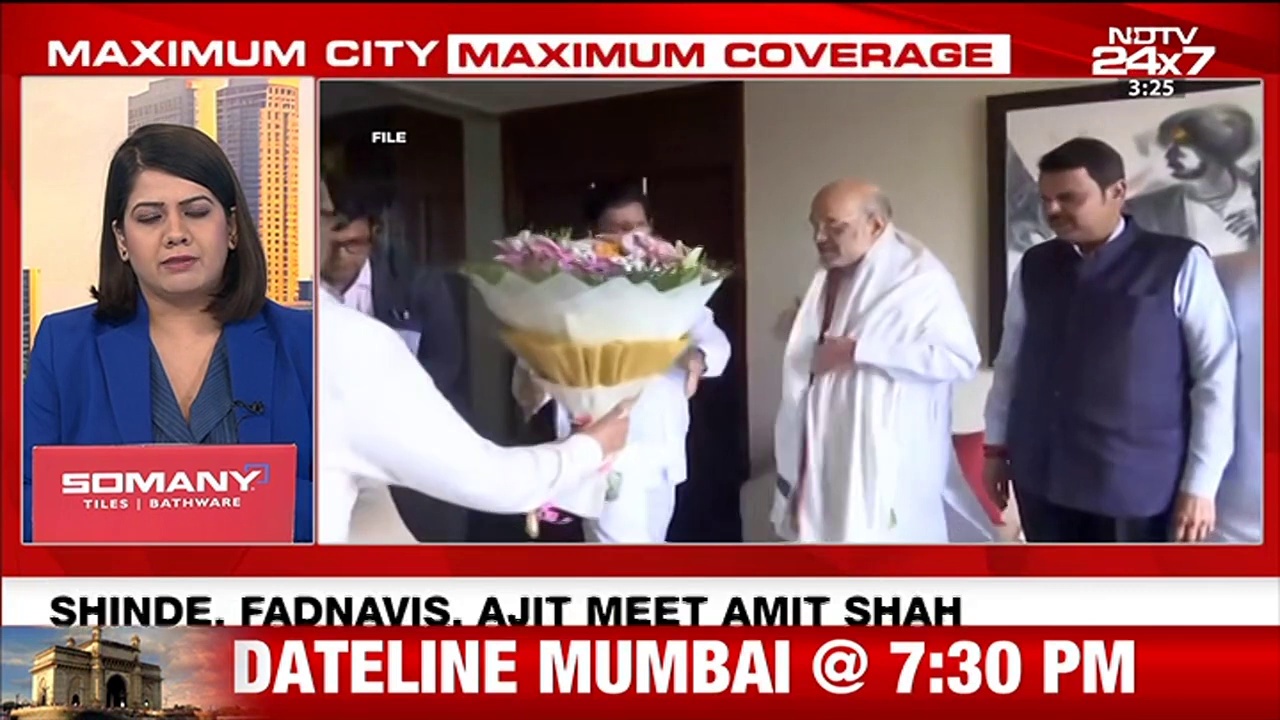 MAXIMUM CITY MAXIMUM COVERAGE
NDTV
24x7
3:25
FILE
SOMANY
TILES | BATHWARE
SHINDE, FADNAVIS, AJIT MEET AMIT SHAH
DATELINE MUMBAI @ 7:30 PM